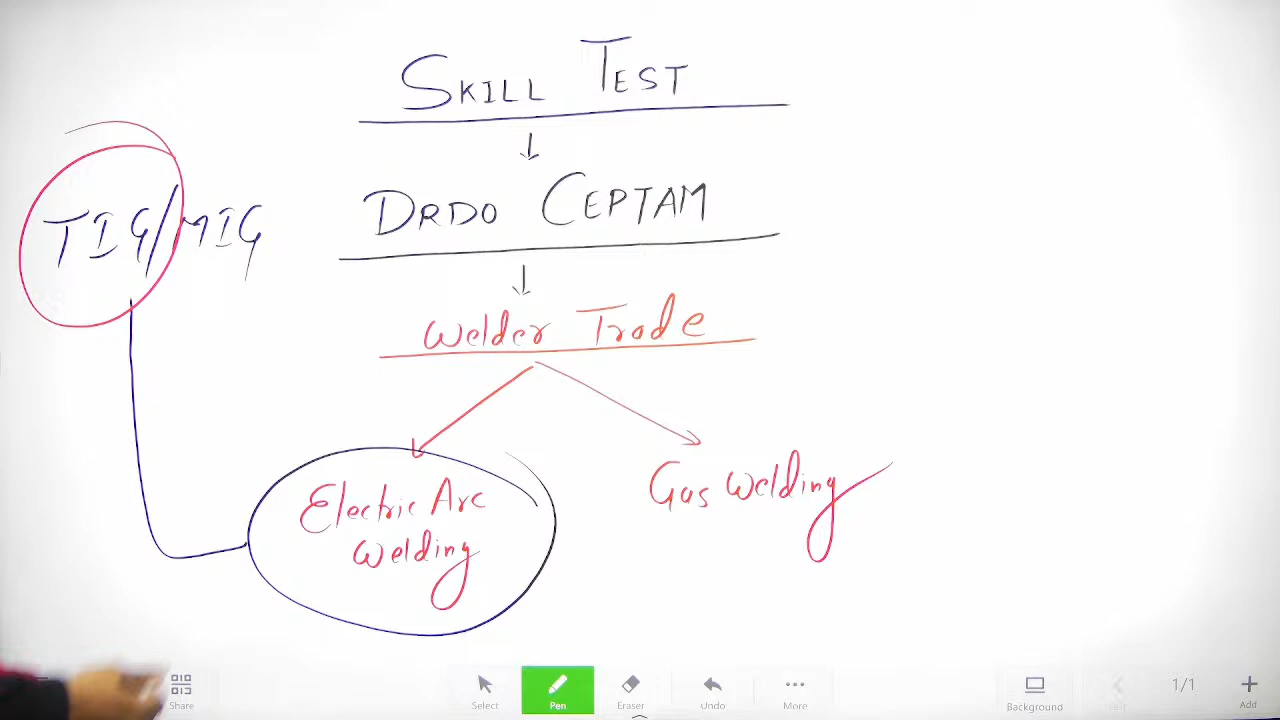 SKILL TEST
DRDO CEPTAM
TIG/MIG
Welder Trade
Electric Arc
Welding
Gas Welding
Share
Select
Pen
Eraser
Undo
More
Background
1/1
Add